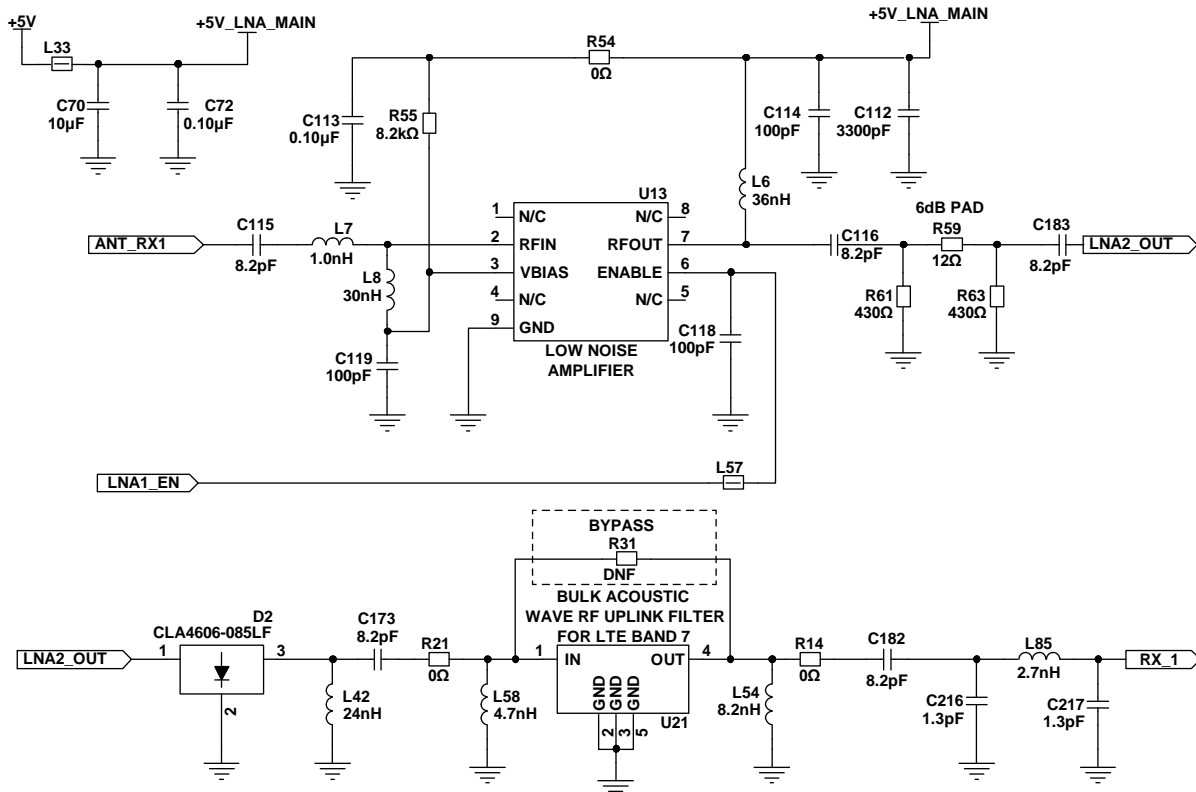 +5V
+5V_LNA_MAIN
L33
C70
10µF
C72
0.10µF
+5V_LNA_MAIN
R54
0Ω
C113
0.10µF
R55
8.2kΩ
C114
100pF
C112
3300pF
L6
36nH
U13
1 N/C N/C 8
2 RFIN RFOUT 7
3 VBIAS ENABLE 6
4 N/C N/C 5
9 GND
LOW NOISE
AMPLIFIER
ANT_RX1
C115
8.2pF
L7
1.0nH
L8
30nH
C119
100pF
C118
100pF
C116
8.2pF
6dB PAD
R59
12Ω
R61
430Ω
R63
430Ω
C183
8.2pF
LNA2_OUT
LNA1_EN
L57
BYPASS
R31
DNF
BULK ACOUSTIC
WAVE RF UPLINK FILTER
FOR LTE BAND 7
LNA2_OUT
D2
CLA4606-085LF
1
3
2
L42
24nH
C173
8.2pF
R21
0Ω
L58
4.7nH
1 IN OUT 4
GND
GND
GND
2
3
5
U21
L54
8.2nH
R14
0Ω
C182
8.2pF
C216
1.3pF
L85
2.7nH
C217
1.3pF
RX_1